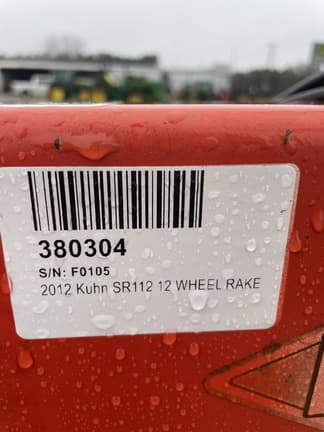 380304
S/N: F0105
2012 Kuhn SR112 12 WHEEL RAKE